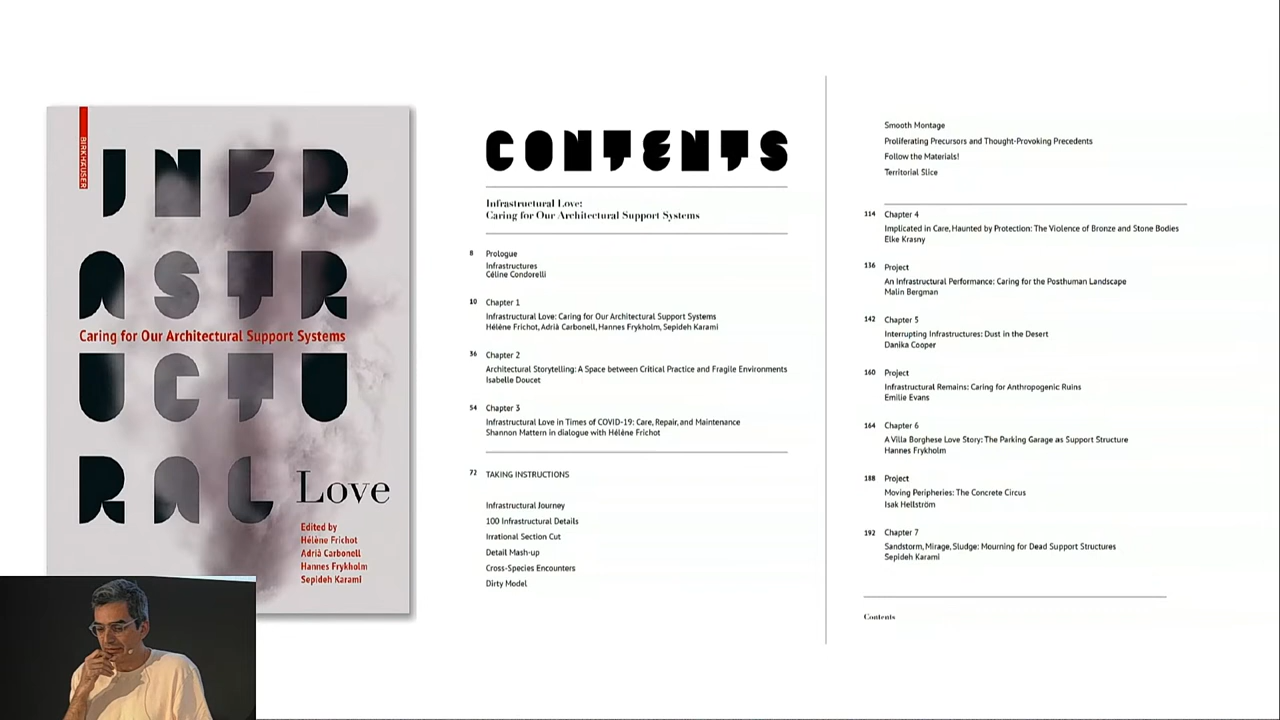 BIRKHÄUSER
INFR
ASTR
Caring for Our Architectural Support Systems
UCTU
RAL
Love
Edited by
Hélène Frichot
Adrià Carbonell
Hannes Frykholm
Sepideh Karami
CONTENTS
Infrastructural Love:
Caring for Our Architectural Support Systems
8 Prologue
Infrastructures
Céline Condorelli
10 Chapter 1
Infrastructural Love: Caring for Our Architectural Support Systems
Hélène Frichot, Adrià Carbonell, Hannes Frykholm, Sepideh Karami
36 Chapter 2
Architectural Storytelling: A Space between Critical Practice and Fragile Environments
Isabelle Doucet
54 Chapter 3
Infrastructural Love in Times of COVID-19: Care, Repair, and Maintenance
Shannon Mattern in dialogue with Hélène Frichot
72 TAKING INSTRUCTIONS
Infrastructural Journey
100 Infrastructural Details
Irrational Section Cut
Detail Mash-up
Cross-Species Encounters
Dirty Model
Smooth Montage
Proliferating Precursors and Thought-Provoking Precedents
Follow the Materials!
Territorial Slice
114 Chapter 4
Implicated in Care, Haunted by Protection: The Violence of Bronze and Stone Bodies
Elke Krasny
136 Project
An Infrastructural Performance: Caring for the Posthuman Landscape
Malin Bergman
142 Chapter 5
Interrupting Infrastructures: Dust in the Desert
Danika Cooper
160 Project
Infrastructural Remains: Caring for Anthropogenic Ruins
Emilie Evans
164 Chapter 6
A Villa Borghese Love Story: The Parking Garage as Support Structure
Hannes Frykholm
188 Project
Moving Peripheries: The Concrete Circus
Isak Hellström
192 Chapter 7
Sandstorm, Mirage, Sludge: Mourning for Dead Support Structures
Sepideh Karami
Contents